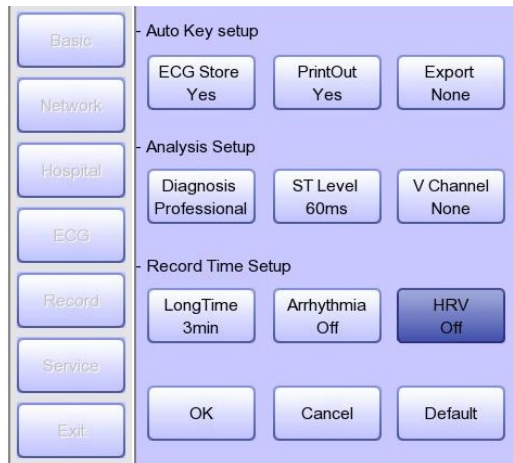 Basic
Network
Hospital
ECG
Record
Service
Exit
- Auto Key setup
ECG Store
Yes
PrintOut
Yes
Export
None
- Analysis Setup
Diagnosis
Professional
ST Level
60ms
V Channel
None
- Record Time Setup
LongTime
3min
Arrhythmia
Off
HRV
Off
OK
Cancel
Default